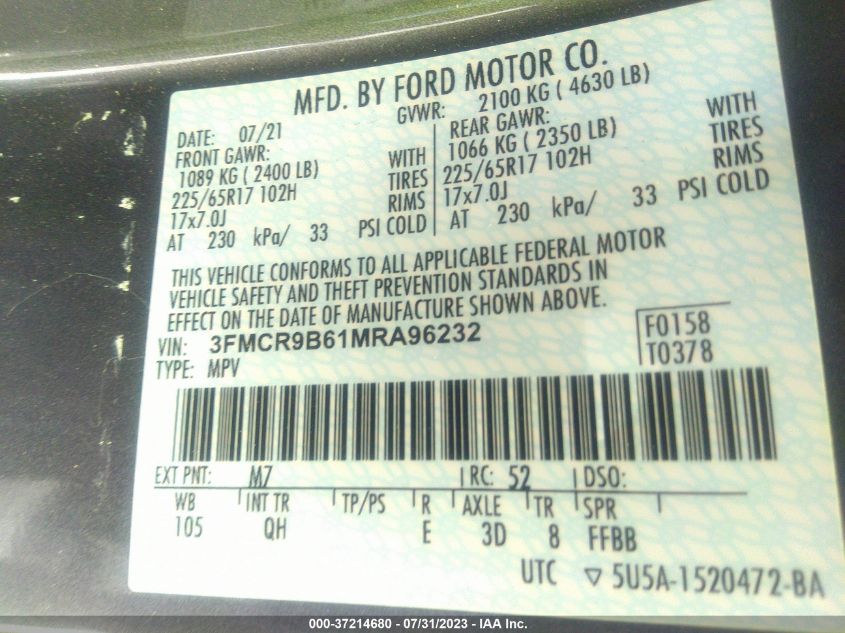 MFD. BY FORD MOTOR CO.
DATE: 07/21 GVWR: 2100 KG ( 4630 LB)
FRONT GAWR: REAR GAWR:
1089 KG ( 2400 LB) WITH 1066 KG ( 2350 LB) WITH
225/65R17 102H TIRES 225/65R17 102H TIRES
17x7.0J RIMS 17x7.0J RIMS
AT 230 kPa/ 33 PSI COLD AT 230 kPa/ 33 PSI COLD
THIS VEHICLE CONFORMS TO ALL APPLICABLE FEDERAL MOTOR
VEHICLE SAFETY AND THEFT PREVENTION STANDARDS IN
EFFECT ON THE DATE OF MANUFACTURE SHOWN ABOVE.
VIN: 3FMCR9B61MRA96232 F0158
TYPE: MPV T0378
EXT PNT: M7 RC: 52 DSO:
WB INT TR TP/PS R AXLE TR SPR
105 QH E 3D 8 FFBB
UTC ▽ 5U5A-1520472-BA
000-37214680 - 07/31/2023 - IAA Inc.